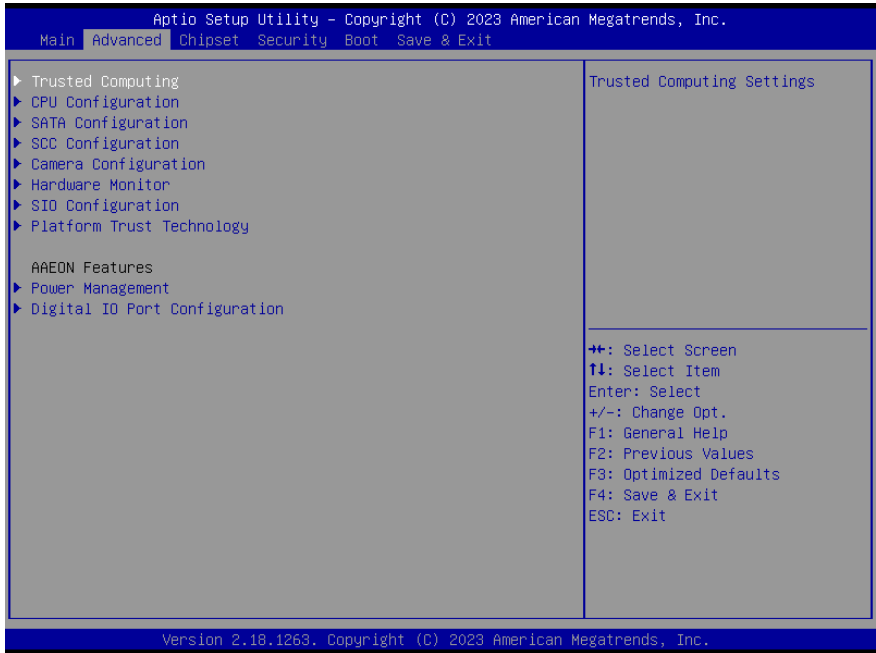 Aptio Setup Utility – Copyright (C) 2023 American Megatrends, Inc.
Main Advanced Chipset Security Boot Save & Exit
▶ Trusted Computing
▶ CPU Configuration
▶ SATA Configuration
▶ SCC Configuration
▶ Camera Configuration
▶ Hardware Monitor
▶ SIO Configuration
▶ Platform Trust Technology
AAEON Features
▶ Power Management
▶ Digital IO Port Configuration
Trusted Computing Settings
→←: Select Screen
↑↓: Select Item
Enter: Select
+/-: Change Opt.
F1: General Help
F2: Previous Values
F3: Optimized Defaults
F4: Save & Exit
ESC: Exit
Version 2.18.1263. Copyright (C) 2023 American Megatrends, Inc.